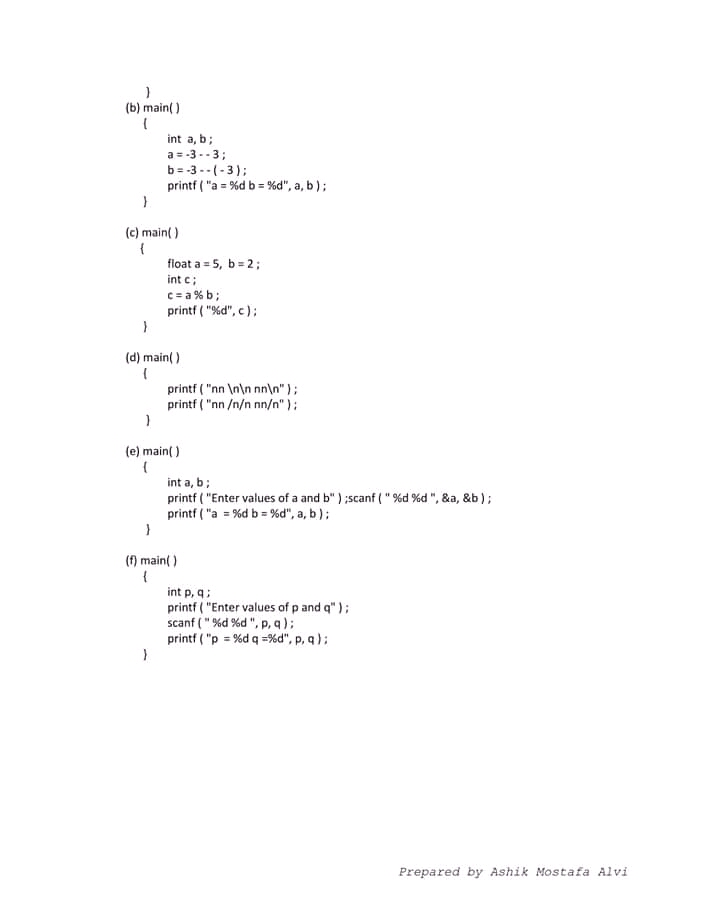 }
(b) main( )
{
int a, b ;
a = -3 - - 3 ;
b = -3 - - ( - 3 ) ;
printf ( "a = %d b = %d", a, b ) ;
}
(c) main( )
{
float a = 5, b = 2 ;
int c ;
c = a % b ;
printf ( "%d", c ) ;
}
(d) main( )
{
printf ( "nn \n\n nn\n" ) ;
printf ( "nn /n/n nn/n" ) ;
}
(e) main( )
{
int a, b ;
printf ( "Enter values of a and b" ) ;scanf ( " %d %d ", &a, &b ) ;
printf ( "a = %d b = %d", a, b ) ;
}
(f) main( )
{
int p, q ;
printf ( "Enter values of p and q" ) ;
scanf ( " %d %d ", p, q ) ;
printf ( "p = %d q =%d", p, q ) ;
}
Prepared by Ashik Mostafa Alvi